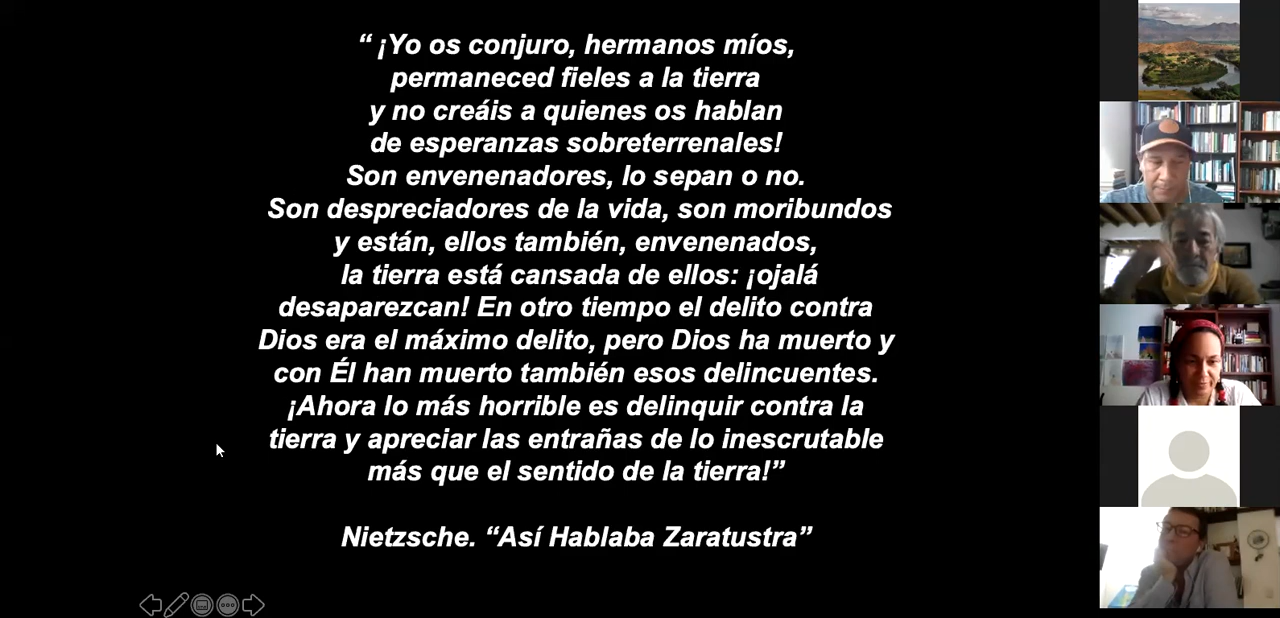 “ ¡Yo os conjuro, hermanos míos,
permaneced fieles a la tierra
y no creáis a quienes os hablan
de esperanzas sobreterrenales!
Son envenenadores, lo sepan o no.
Son despreciadores de la vida, son moribundos
y están, ellos también, envenenados,
la tierra está cansada de ellos: ¡ojalá
desaparezcan! En otro tiempo el delito contra
Dios era el máximo delito, pero Dios ha muerto y
con Él han muerto también esos delincuentes.
¡Ahora lo más horrible es delinquir contra la
tierra y apreciar las entrañas de lo inescrutable
más que el sentido de la tierra!”
Nietzsche. “Así Hablaba Zaratustra”